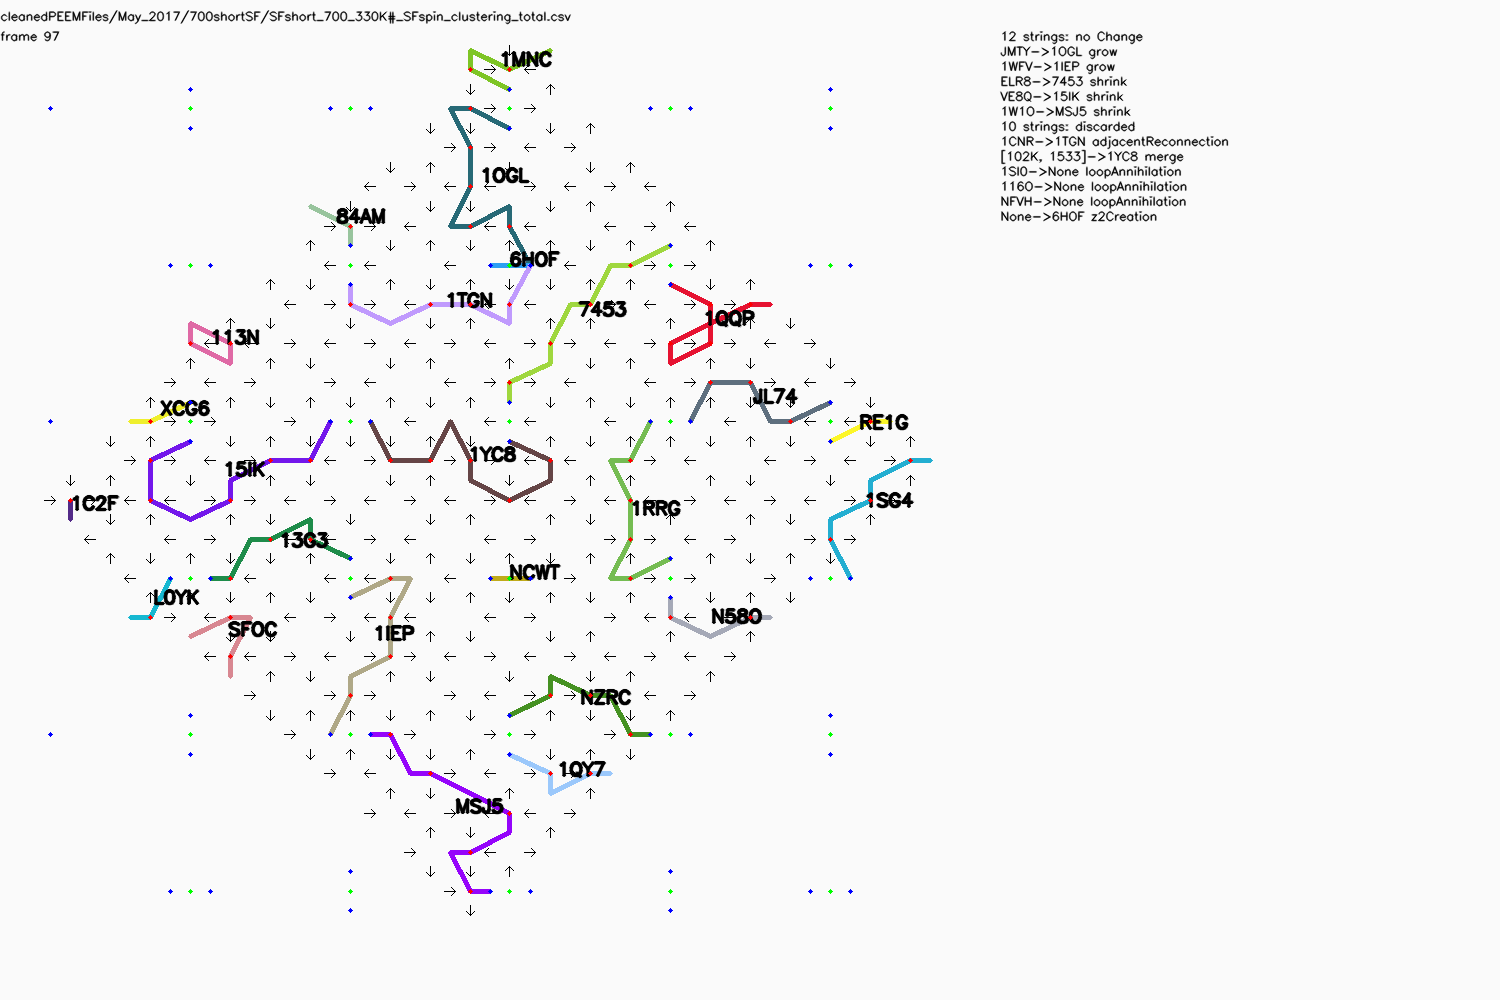 cleanedPEEMFiles/May_2017/700shortSF/SFshort_700_330K#_SFspin_clustering_total.csv
frame 97
12 strings: no Change
JMTY->1OGL grow
1WFV->1IEP grow
ELR8->7453 shrink
VE8Q->15IK shrink
1W1O->MSJ5 shrink
10 strings: discarded
1CNR->1TGN adjacentReconnection
[102K, 1533]->1YC8 merge
1SI0->None loopAnnihilation
116O->None loopAnnihilation
NFVH->None loopAnnihilation
None->6HOF z2Creation
1MNC
1OGL
84AM
6HOF
1TGN
7453
1QQP
113N
JL74
XCG6
RE1G
1YC8
15IK
1C2F
1SG4
1RRG
13G3
NCWT
L0YK
N58O
SFOC
1IEP
NZRC
1QY7
MSJ5